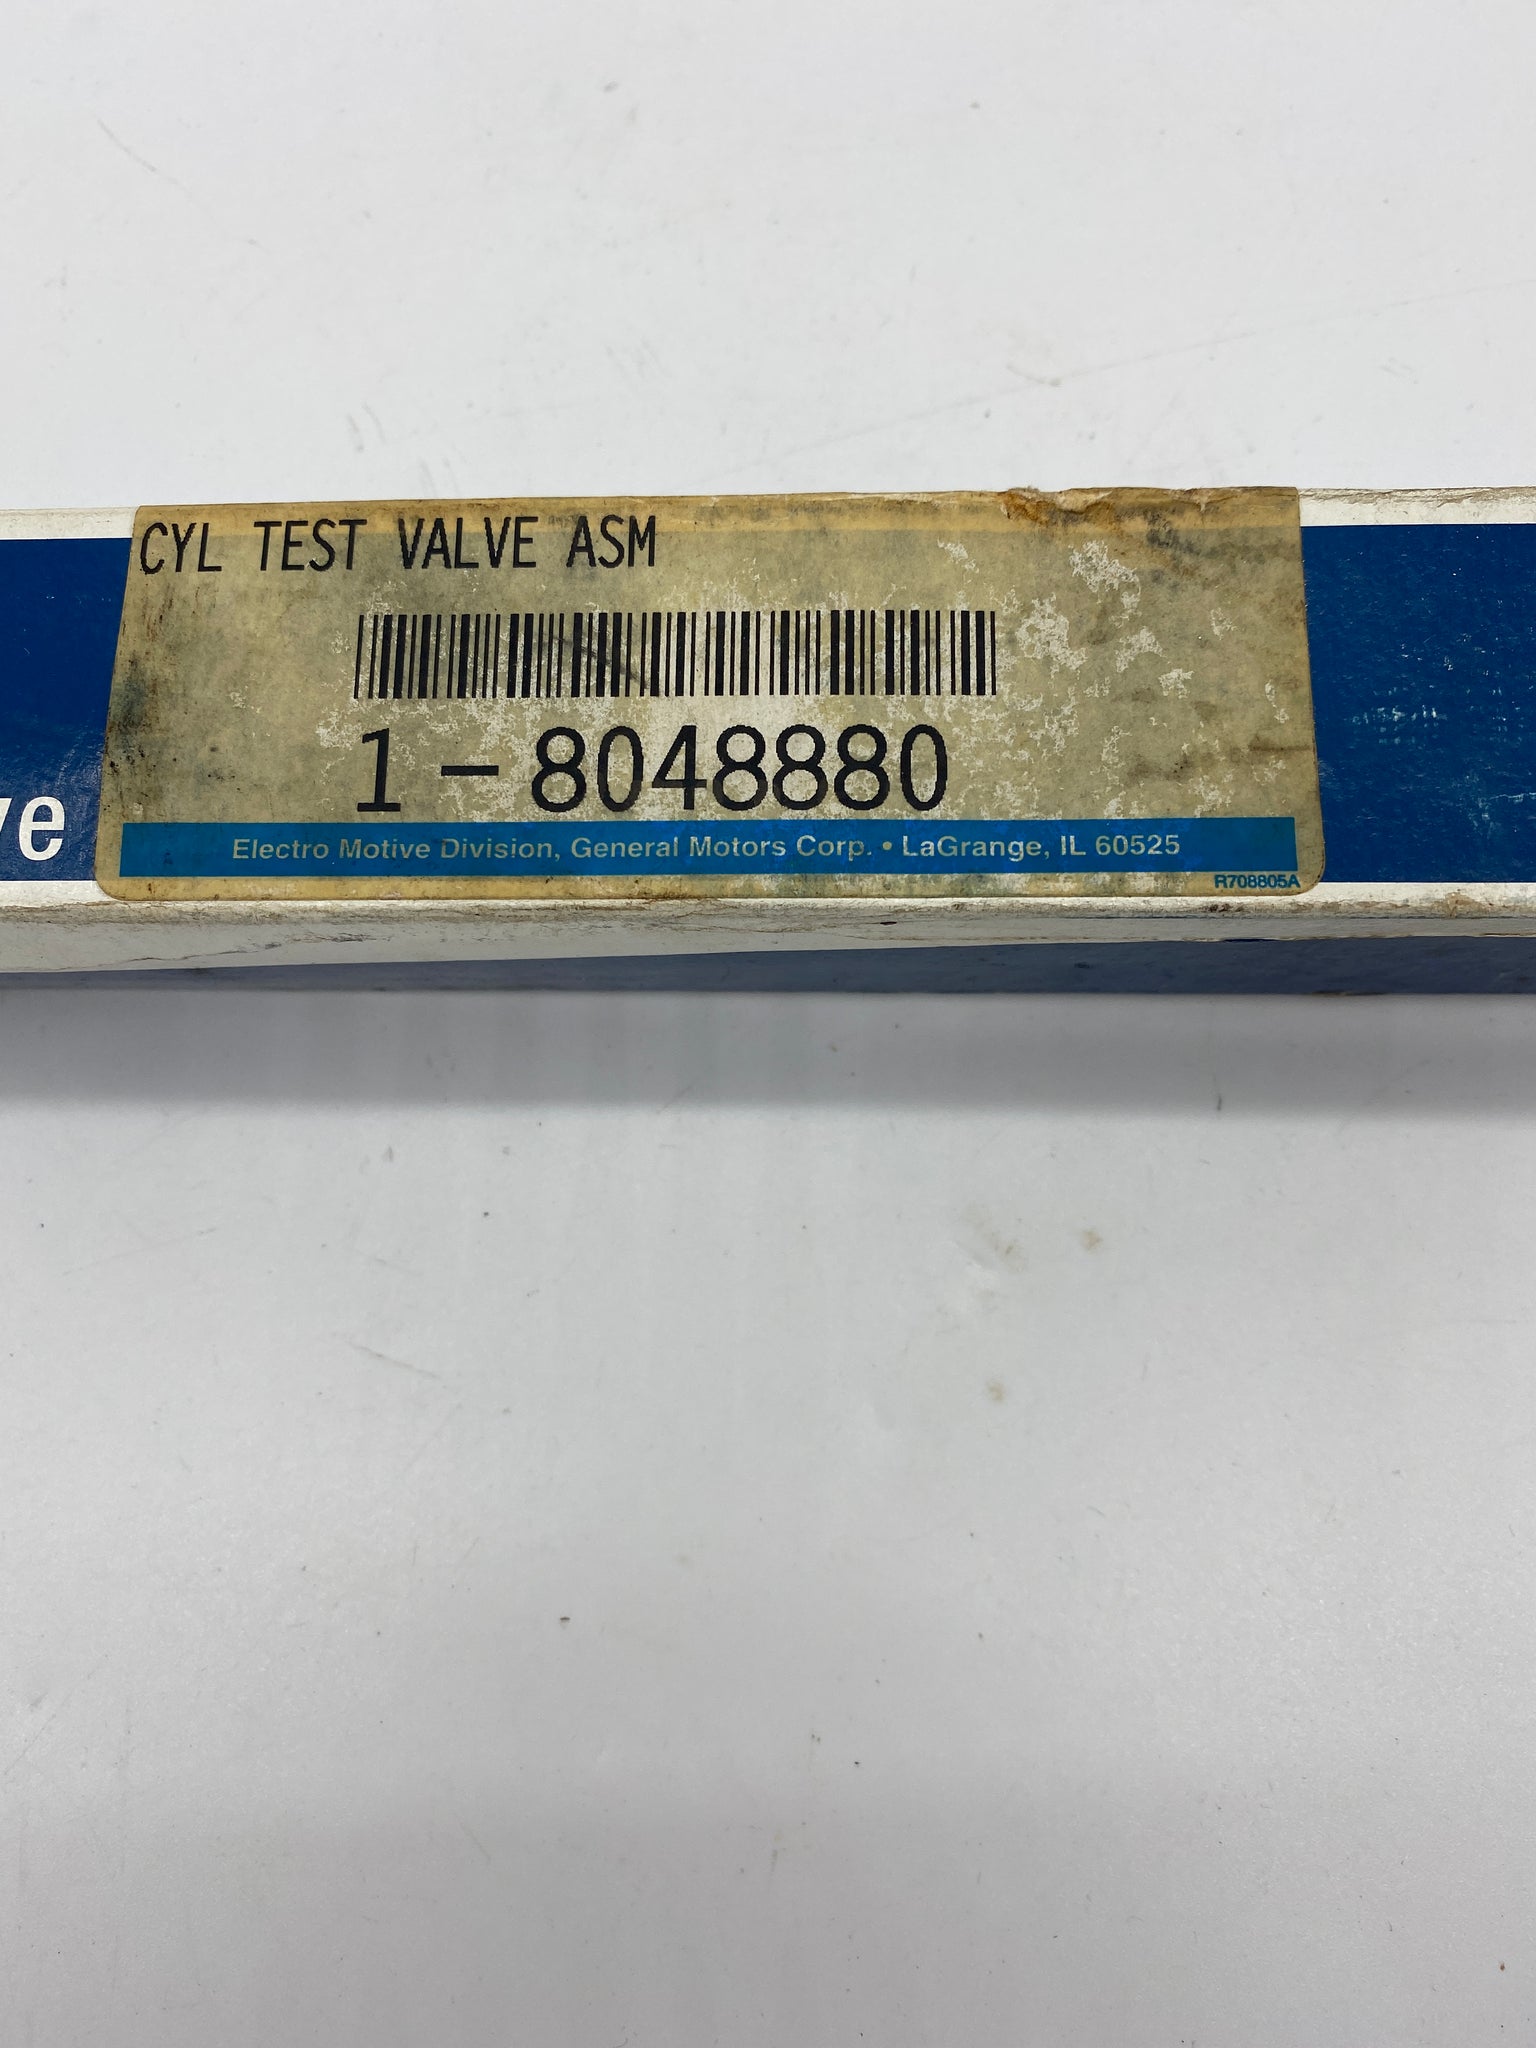 CYL TEST VALVE ASM
1-8048880
ve
Electro Motive Division, General Motors Corp. • LaGrange, IL 60525
R708805A